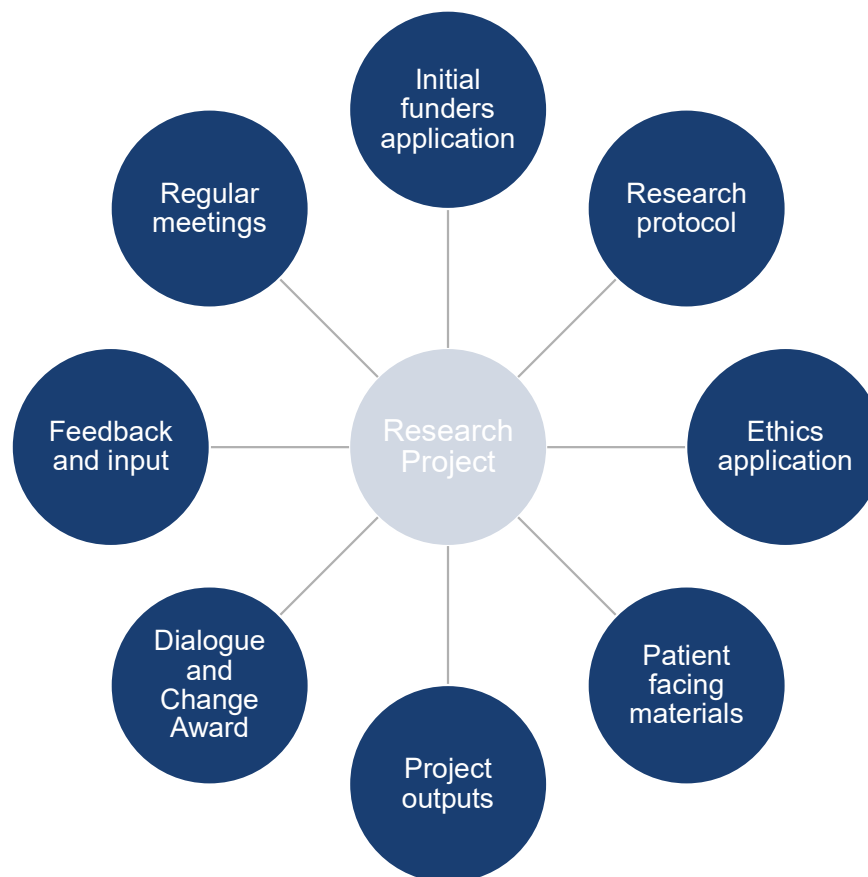 Initial
funders
application
Research
protocol
Ethics
application
Patient
facing
materials
Project
outputs
Dialogue
and
Change
Award
Feedback
and input
Regular
meetings
Research
Project